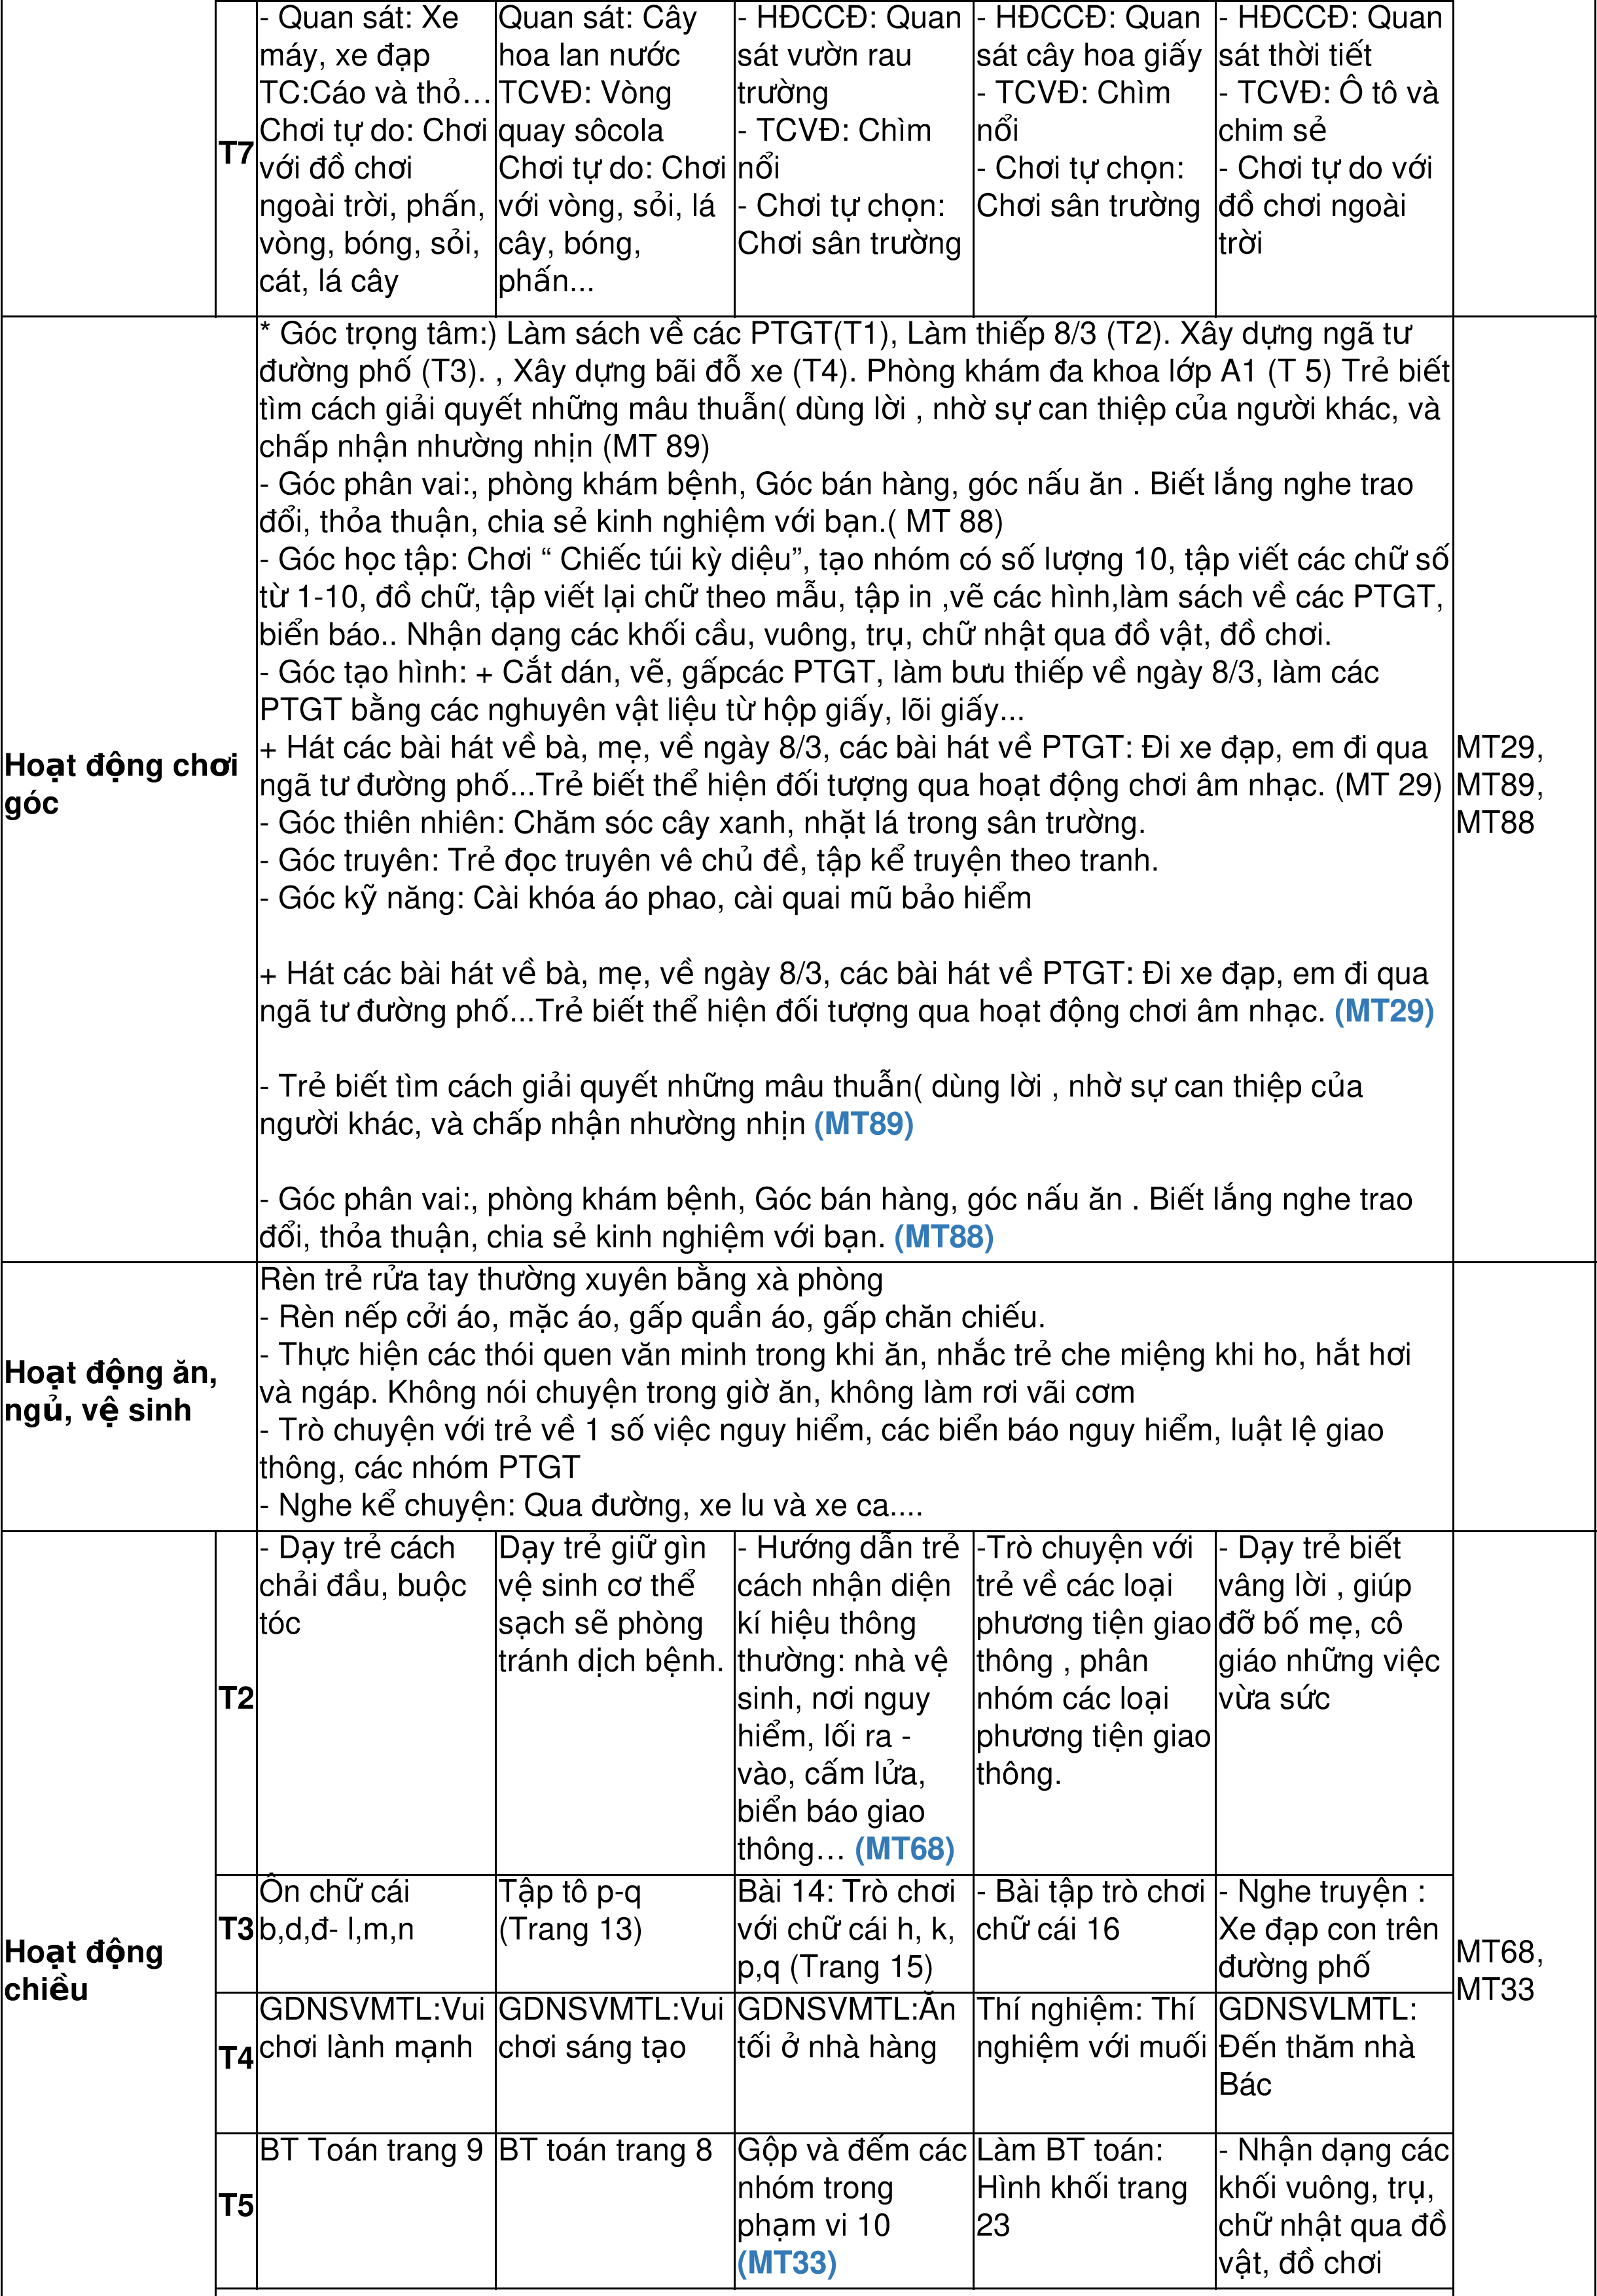 T7
- Quan sát: Xe
máy, xe đạp
TC:Cáo và thỏ…
Chơi tự do: Chơi
với đồ chơi
ngoài trời, phấn,
vòng, bóng, sỏi,
cát, lá cây
Quan sát: Cây
hoa lan nước
TCVĐ: Vòng
quay sôcola
Chơi tự do: Chơi
với vòng, sỏi, lá
cây, bóng,
phấn...
- HĐCCĐ: Quan
sát vườn rau
trường
- TCVĐ: Chìm
nổi
- Chơi tự chọn:
Chơi sân trường
- HĐCCĐ: Quan
sát cây hoa giấy
- TCVĐ: Chìm
nổi
- Chơi tự chọn:
Chơi sân trường
- HĐCCĐ: Quan
sát thời tiết
- TCVĐ: Ô tô và
chim sẻ
- Chơi tự do với
đồ chơi ngoài
trời
Hoạt động chơi
góc
* Góc trọng tâm:) Làm sách về các PTGT(T1), Làm thiếp 8/3 (T2). Xây dựng ngã tư
đường phố (T3). , Xây dựng bãi đỗ xe (T4). Phòng khám đa khoa lớp A1 (T 5) Trẻ biết
tìm cách giải quyết những mâu thuẫn( dùng lời , nhờ sự can thiệp của người khác, và
chấp nhận nhường nhịn (MT 89)
- Góc phân vai:, phòng khám bệnh, Góc bán hàng, góc nấu ăn . Biết lắng nghe trao
đổi, thỏa thuận, chia sẻ kinh nghiệm với bạn.( MT 88)
- Góc học tập: Chơi “ Chiếc túi kỳ diệu”, tạo nhóm có số lượng 10, tập viết các chữ số
từ 1-10, đồ chữ, tập viết lại chữ theo mẫu, tập in ,vẽ các hình,làm sách về các PTGT,
biển báo.. Nhận dạng các khối cầu, vuông, trụ, chữ nhật qua đồ vật, đồ chơi.
- Góc tạo hình: + Cắt dán, vẽ, gấpcác PTGT, làm bưu thiếp về ngày 8/3, làm các
PTGT bằng các nghuyên vật liệu từ hộp giấy, lõi giấy...
+ Hát các bài hát về bà, mẹ, về ngày 8/3, các bài hát về PTGT: Đi xe đạp, em đi qua
ngã tư đường phố...Trẻ biết thể hiện đối tượng qua hoạt động chơi âm nhạc. (MT 29)
- Góc thiên nhiên: Chăm sóc cây xanh, nhặt lá trong sân trường.
- Góc truyên: Trẻ đọc truyện vê chủ đề, tập kể truyện theo tranh.
- Góc kỹ năng: Cài khóa áo phao, cài quai mũ bảo hiểm
+ Hát các bài hát về bà, mẹ, về ngày 8/3, các bài hát về PTGT: Đi xe đạp, em đi qua
ngã tư đường phố...Trẻ biết thể hiện đối tượng qua hoạt động chơi âm nhạc. (MT29)
- Trẻ biết tìm cách giải quyết những mâu thuẫn( dùng lời , nhờ sự can thiệp của
người khác, và chấp nhận nhường nhịn (MT89)
- Góc phân vai:, phòng khám bệnh, Góc bán hàng, góc nấu ăn . Biết lắng nghe trao
đổi, thỏa thuận, chia sẻ kinh nghiệm với bạn. (MT88)
MT29,
MT89,
MT88
Hoạt động ăn,
ngủ, vệ sinh
Rèn trẻ rửa tay thường xuyên bằng xà phòng
- Rèn nếp cởi áo, mặc áo, gấp quần áo, gấp chăn chiếu.
- Thực hiện các thói quen văn minh trong khi ăn, nhắc trẻ che miệng khi ho, hắt hơi
và ngáp. Không nói chuyện trong giờ ăn, không làm rơi vãi cơm
- Trò chuyện với trẻ về 1 số việc nguy hiểm, các biển báo nguy hiểm, luật lệ giao
thông, các nhóm PTGT
- Nghe kể chuyện: Qua đường, xe lu và xe ca....
Hoạt động
chiều
T2
- Dạy trẻ cách
chải đầu, buộc
tóc
Dạy trẻ giữ gìn
vệ sinh cơ thể
sạch sẽ phòng
tránh dịch bệnh.
- Hướng dẫn trẻ
cách nhận diện
kí hiệu thông
thường: nhà vệ
sinh, nơi nguy
hiểm, lối ra -
vào, cấm lửa,
biển báo giao
thông… (MT68)
-Trò chuyện với
trẻ về các loại
phương tiện giao
thông , phân
nhóm các loại
phương tiện giao
thông.
- Dạy trẻ biết
vâng lời , giúp
đỡ bố mẹ, cô
giáo những việc
vừa sức
T3
Ôn chữ cái
b,d,đ- l,m,n
Tập tô p-q
(Trang 13)
Bài 14: Trò chơi
với chữ cái h, k,
p,q (Trang 15)
- Bài tập trò chơi
chữ cái 16
- Nghe truyện :
Xe đạp con trên
đường phố
MT68,
MT33
T4
GDNSVMTL:Vui
chơi lành mạnh
GDNSVMTL:Vui
chơi sáng tạo
GDNSVMTL:Ăn
tối ở nhà hàng
Thí nghiệm: Thí
nghiệm với muối
GDNSVLMTL:
Đến thăm nhà
Bác
T5
BT Toán trang 9
BT toán trang 8
Gộp và đếm các
nhóm trong
phạm vi 10
(MT33)
Làm BT toán:
Hình khối trang
23
- Nhận dạng các
khối vuông, trụ,
chữ nhật qua đồ
vật, đồ chơi